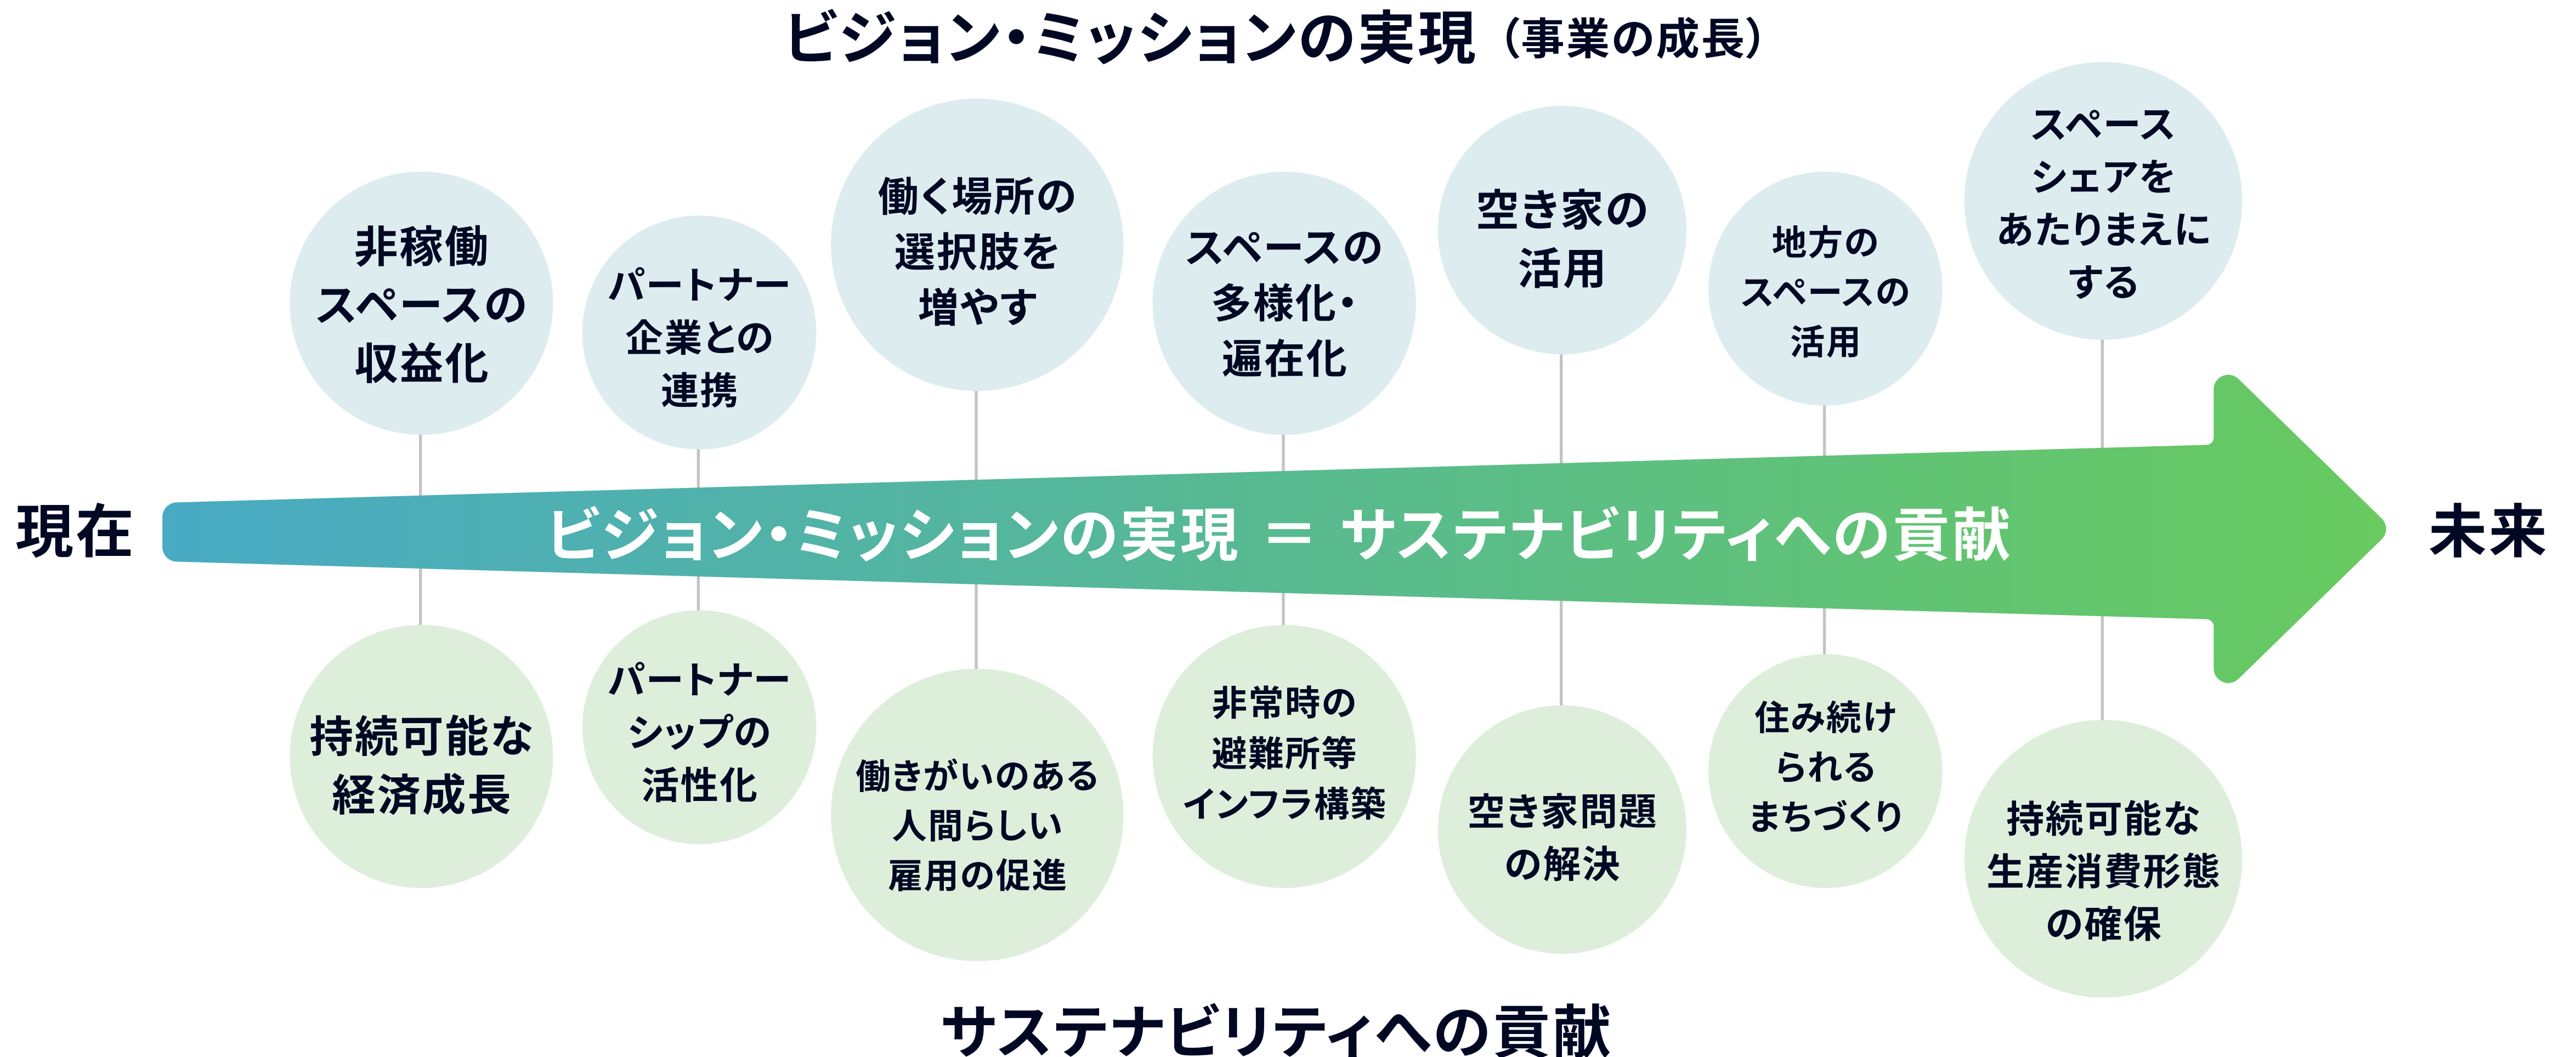 ビジョン・ミッションの実現（事業の成長）
非稼働
スペースの
収益化
パートナー
企業との
連携
働く場所の
選択肢を
増やす
スペースの
多様化・
遍在化
空き家の
活用
地方の
スペースの
活用
スペース
シェアを
あたりまえに
する
現在
ビジョン・ミッションの実現 ＝ サステナビリティへの貢献
未来
持続可能な
経済成長
パートナー
シップの
活性化
働きがいのある
人間らしい
雇用の促進
非常時の
避難所等
インフラ構築
空き家問題
の解決
住み続け
られる
まちづくり
持続可能な
生産消費形態
の確保
サステナビリティへの貢献